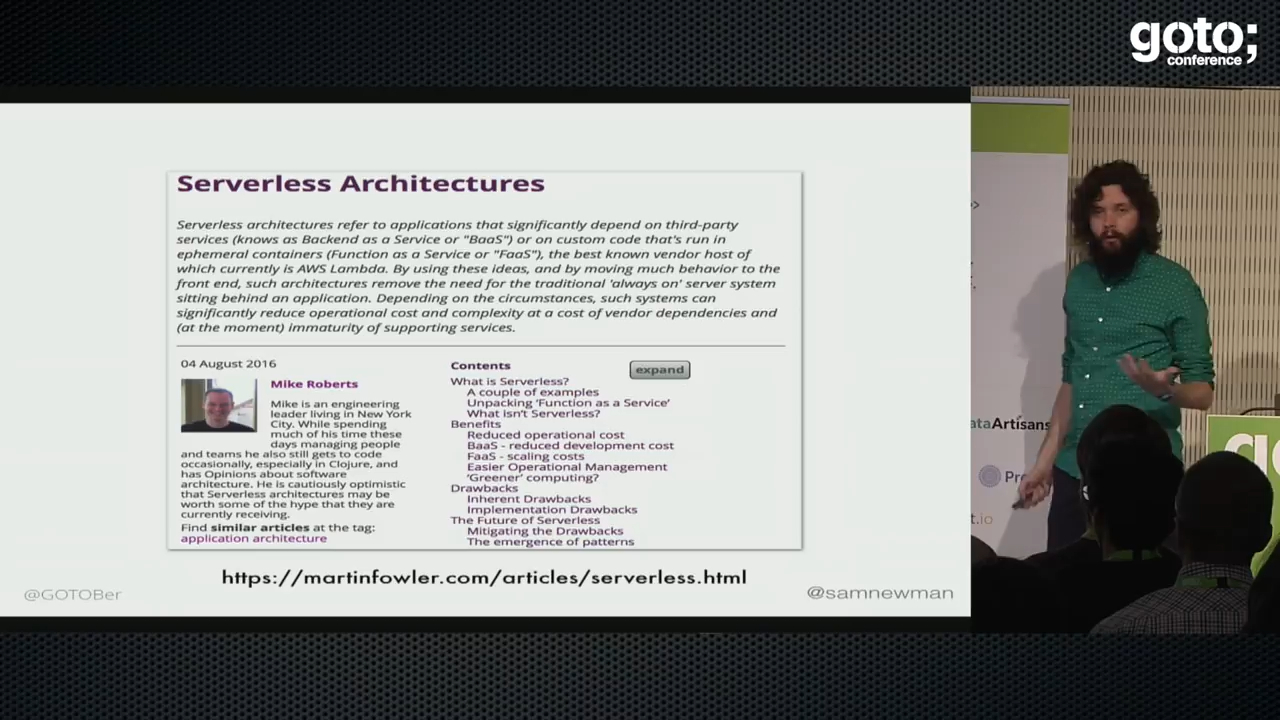 goto;
conference
Serverless Architectures
Serverless architectures refer to applications that significantly depend on third-party
services (knows as Backend as a Service or "BaaS") or on custom code that's run in
ephemeral containers (Function as a Service or "FaaS"), the best known vendor host of
which currently is AWS Lambda. By using these ideas, and by moving much behavior to the
front end, such architectures remove the need for the traditional 'always on' server system
sitting behind an application. Depending on the circumstances, such systems can
significantly reduce operational cost and complexity at a cost of vendor dependencies and
(at the moment) immaturity of supporting services.
04 August 2016
Mike Roberts
Mike is an engineering
leader living in New York
City. While spending
much of his time these
days managing people
and teams he also still gets to code
occasionally, especially in Clojure, and
has Opinions about software
architecture. He is cautiously optimistic
that Serverless architectures may be
worth some of the hype that they are
currently receiving.
Find similar articles at the tag:
application architecture
Contents
expand
What is Serverless?
A couple of examples
Unpacking 'Function as a Service'
What isn't Serverless?
Benefits
Reduced operational cost
BaaS - reduced development cost
FaaS - scaling costs
Easier Operational Management
'Greener' computing?
Drawbacks
Inherent Drawbacks
Implementation Drawbacks
The Future of Serverless
Mitigating the Drawbacks
The emergence of patterns
https://martinfowler.com/articles/serverless.html
@GOTOBer
@samnewman
ataArtisans
Pr
t.io